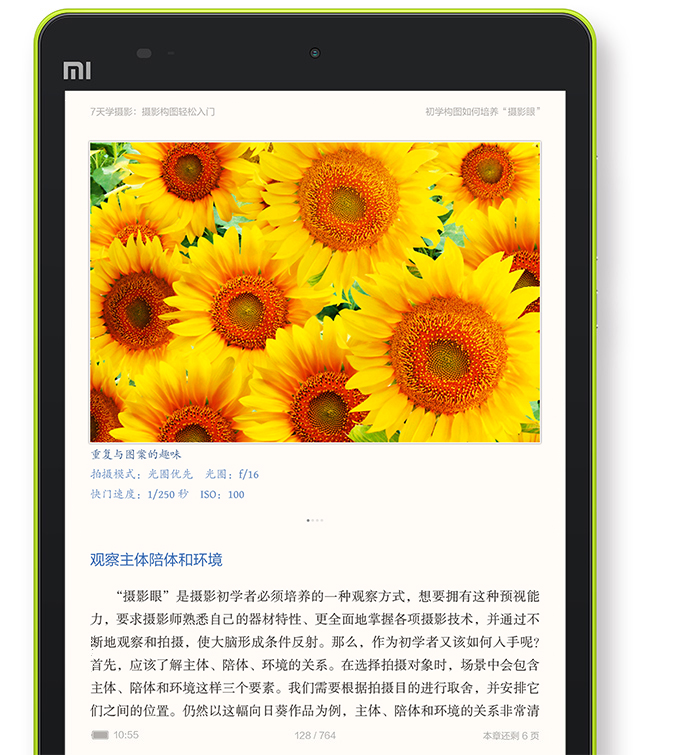 mi
7天学摄影：摄影构图轻松入门
初学构图如何培养“摄影眼”
重复与图案的趣味
拍摄模式：光圈优先 光圈：f/16
快门速度：1/250 秒 ISO：100
观察主体陪体和环境
“摄影眼”是摄影初学者必须培养的一种观察方式，想要拥有这种预视能
力，要求摄影师熟悉自己的器材特性、更全面地掌握各项摄影技术，并通过不
断地观察和拍摄，使大脑形成条件反射。那么，作为初学者又该如何入手呢?
首先，应该了解主体、陪体、环境的关系。在选择拍摄对象时，场景中会包含
主体、陪体和环境这样三个要素。我们需要根据拍摄目的进行取舍，并安排它
们之间的位置。仍然以这幅向日葵作品为例，主体、陪体和环境的关系非常清
10:55
128 / 764
本章还剩 6 页